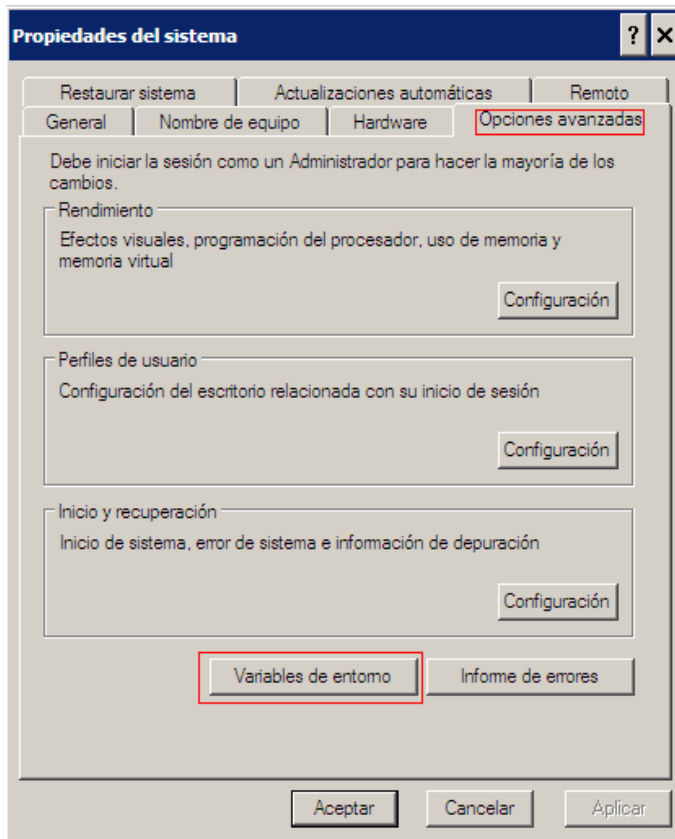 Propiedades del sistema
?
Restaurar sistema
Actualizaciones automáticas
Remoto
General
Nombre de equipo
Hardware
Opciones avanzadas
Debe iniciar la sesión como un Administrador para hacer la mayoría de los
cambios.
Rendimiento
Efectos visuales, programación del procesador, uso de memoria y
memoria virtual
Configuración
Perfiles de usuario
Configuración del escritorio relacionada con su inicio de sesión
Configuración
Inicio y recuperación
Inicio de sistema, error de sistema e información de depuración
Configuración
Variables de entorno
Informe de errores
Aceptar
Cancelar
Aplicar